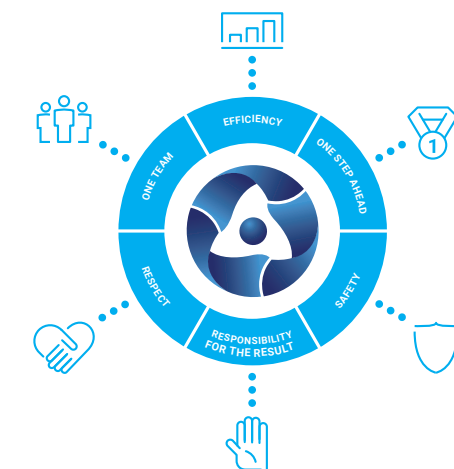 EFFICIENCY
ONE STEP AHEAD
1
SAFETY
RESPONSIBILITY
FOR THE RESULT
RESPECT
ONE TEAM